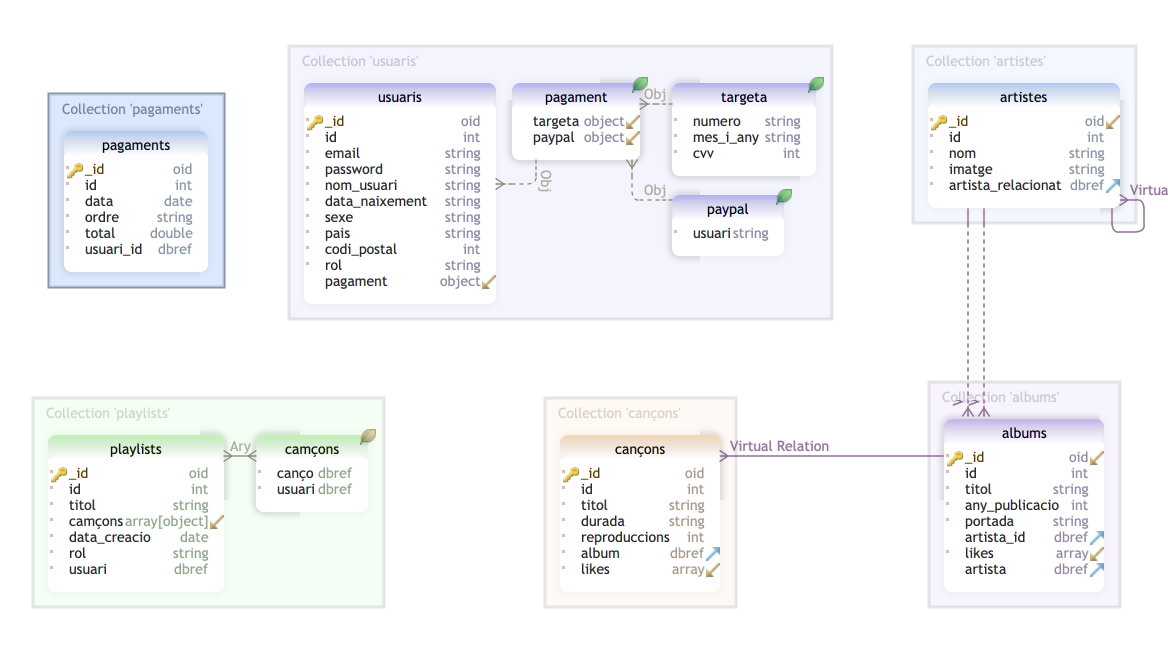 Collection 'pagaments'
pagaments
_id oid
id int
data date
ordre string
total double
usuari_id dbref
Collection 'usuaris'
usuaris
_id oid
id int
email string
password string
nom_usuari string
data_naixement string
sexe string
pais string
codi_postal int
rol string
pagament object
Obj
pagament
targeta object
paypal object
Obj
targeta
numero string
mes_i_any string
cvv int
Obj
paypal
usuari string
Collection 'artistes'
artistes
_id oid
id int
nom string
imatge string
artista_relacionat dbref
Virtua
Collection 'playlists'
playlists
_id oid
id int
titol string
camçons array[object]
data_creacio date
rol string
usuari dbref
Ary
camçons
canço dbref
usuari dbref
Collection 'cançons'
cançons
_id oid
id int
titol string
durada string
reproduccions int
album dbref
likes array
Virtual Relation
Collection 'albums'
albums
_id oid
id int
titol string
any_publicacio int
portada string
artista_id dbref
likes array
artista dbref